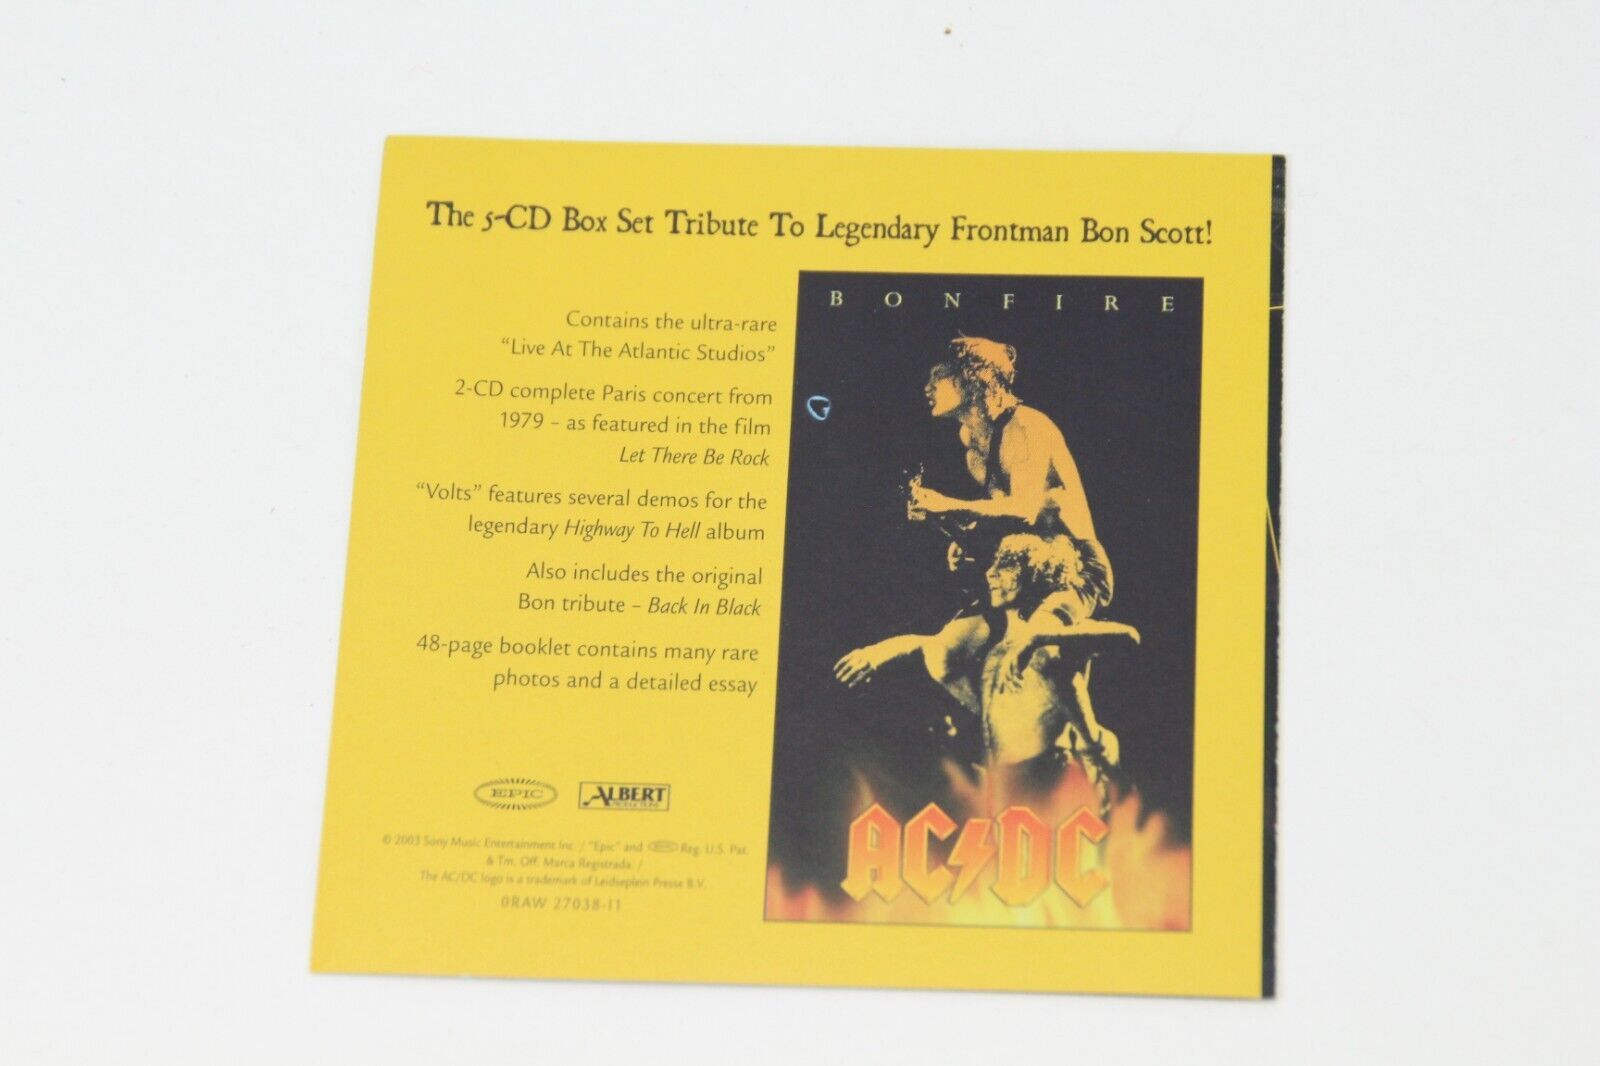 The 5-CD Box Set Tribute To Legendary Frontman Bon Scott!
Contains the ultra-rare
"Live At The Atlantic Studios"
2-CD complete Paris concert from
1979 – as featured in the film
Let There Be Rock
"Volts" features several demos for the
legendary Highway To Hell album
Also includes the original
Bon tribute – Back In Black
48-page booklet contains many rare
photos and a detailed essay
EPIC
ALBERT
PRODUCTIONS
© 2003 Sony Music Entertainment Inc. / "Epic" and EPIC Reg. U.S. Pat.
& Tm. Off. Marca Registrada. /
The AC/DC logo is a trademark of Leidseplein Presse B.V.
0RAW 27038-I1
BONFIRE
AC/DC